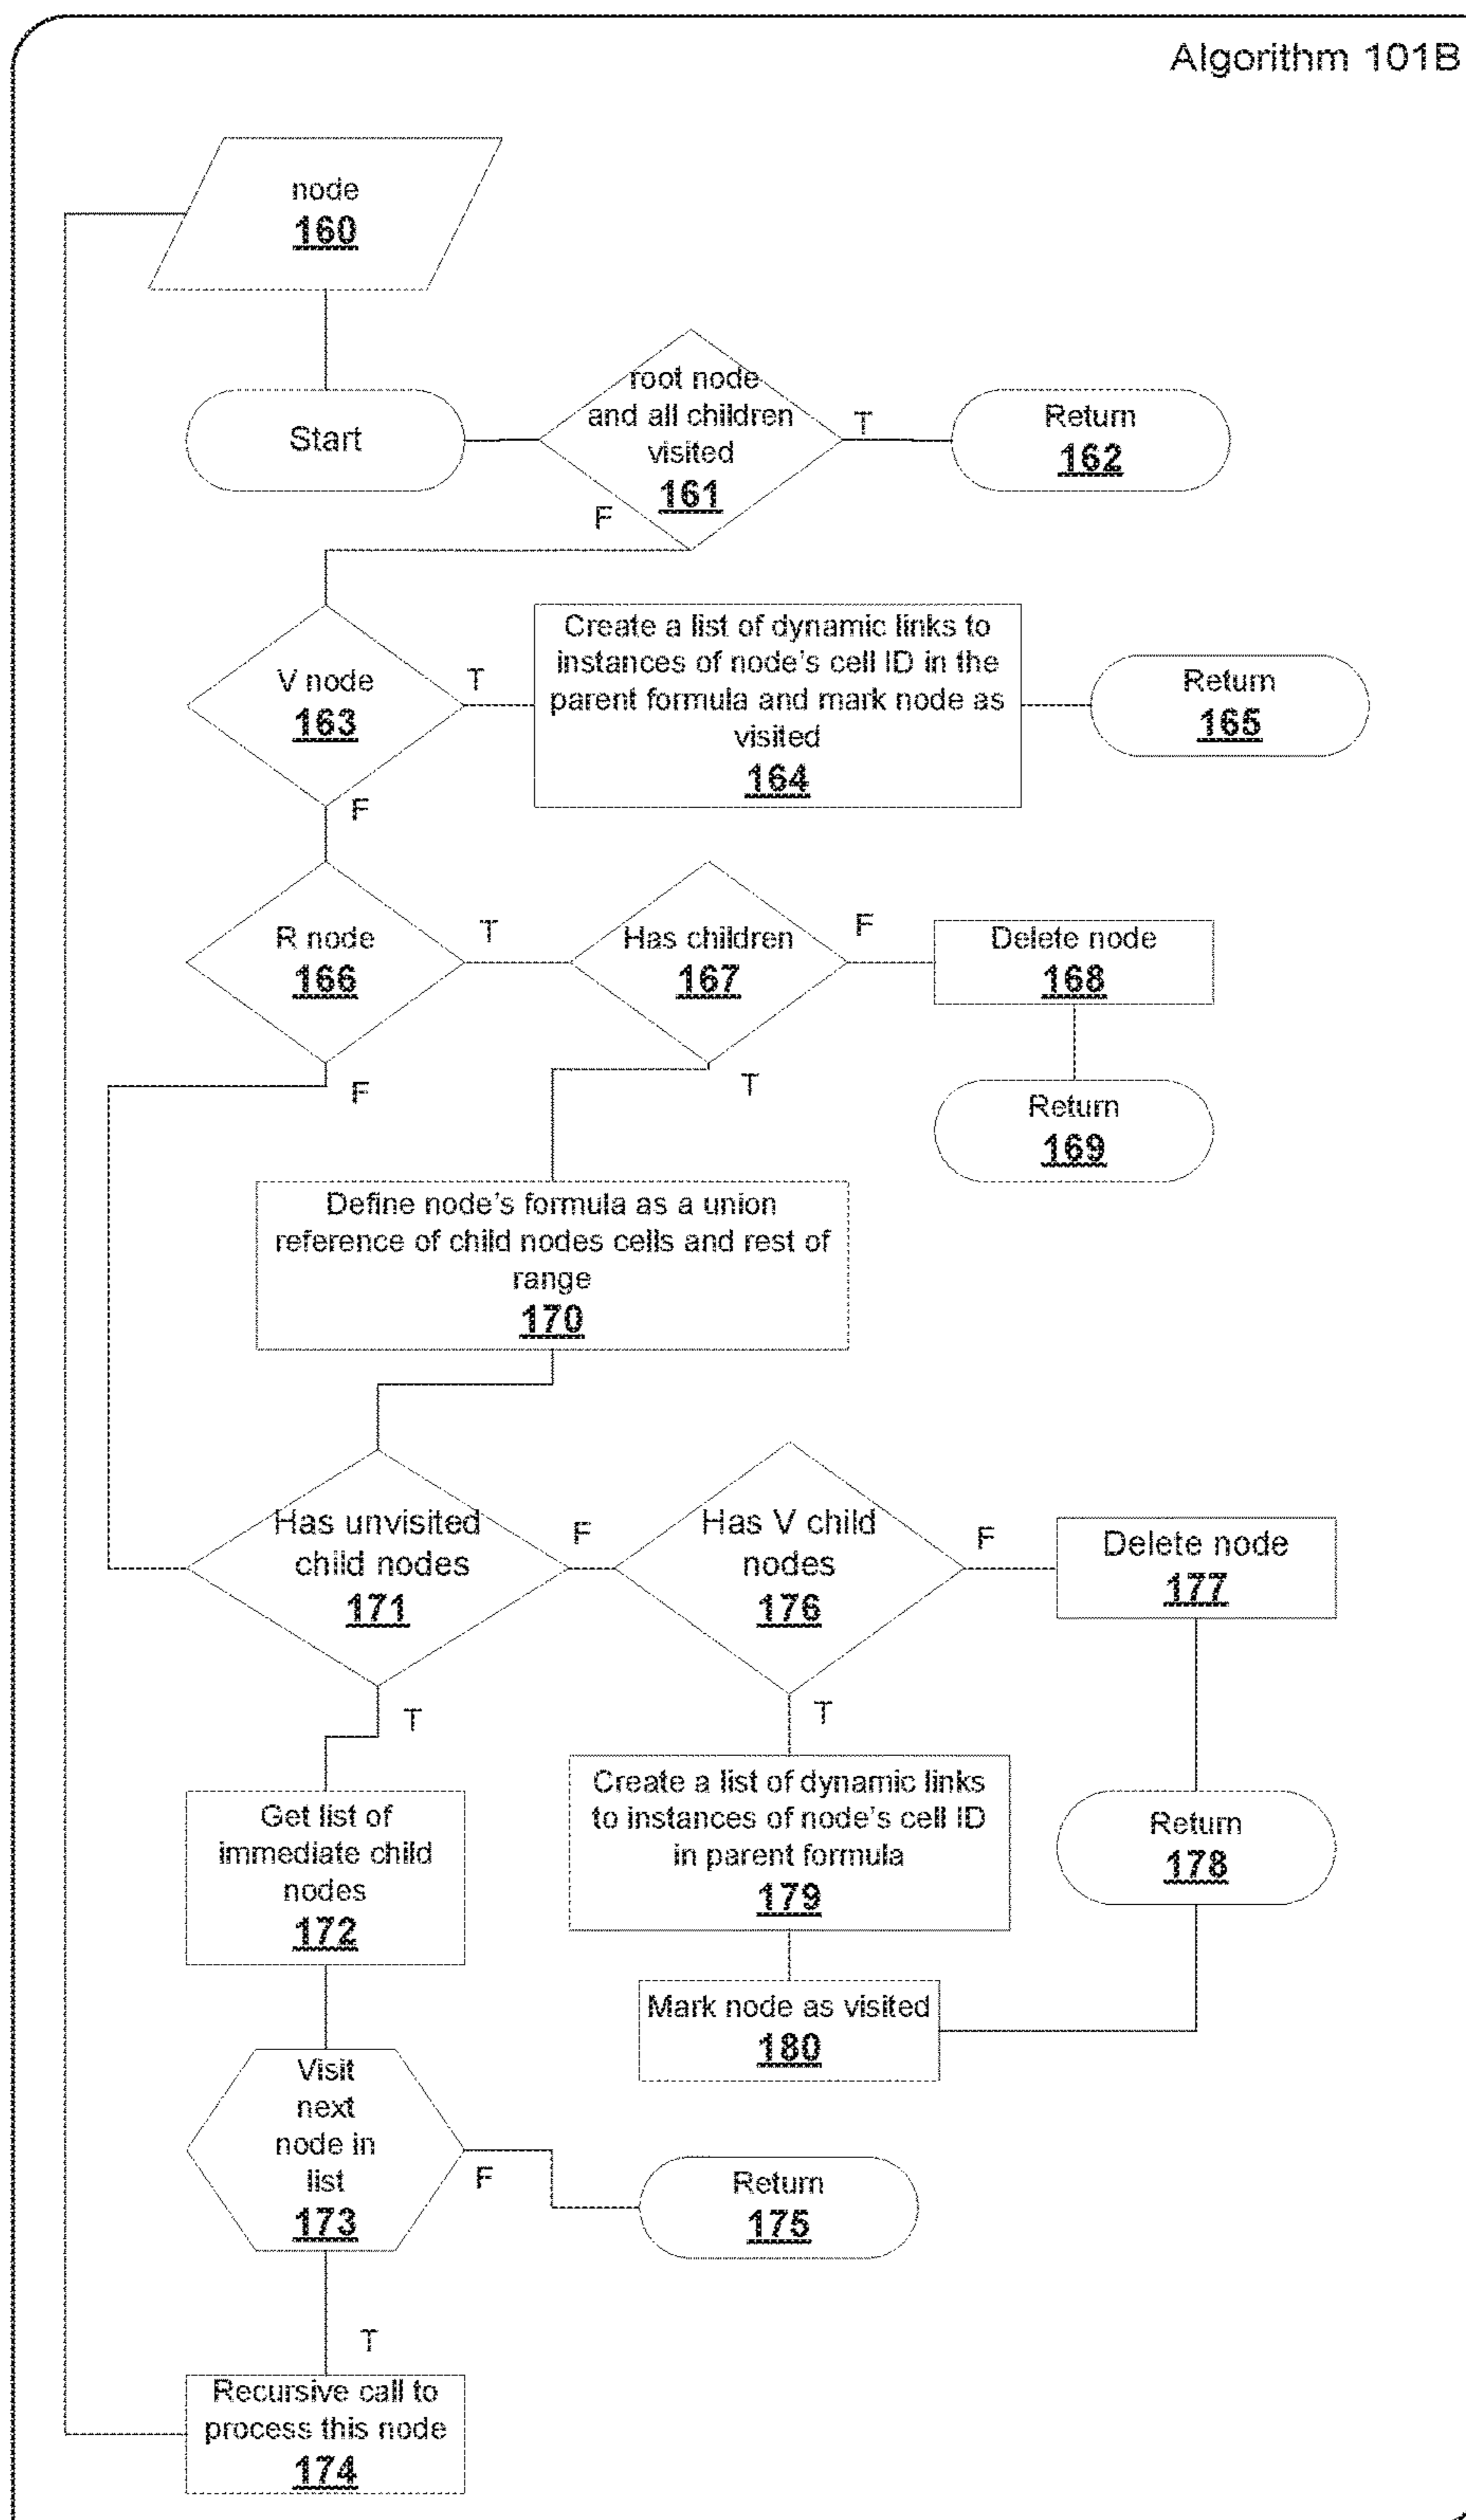 Algorithm 101B
node
160
Start
root node
and all children
visited
161
T
Return
162
F
V node
163
T
Create a list of dynamic links to
instances of node's cell ID in the
parent formula and mark node as
visited
164
Return
165
F
R node
166
T
Has children
167
F
Delete node
168
Return
169
F
T
Define node's formula as a union
reference of child nodes cells and rest of
range
170
Has unvisited
child nodes
171
F
Has V child
nodes
176
F
Delete node
177
T
T
Get list of
immediate child
nodes
172
Create a list of dynamic links
to instances of node's cell ID
in parent formula
179
Return
178
Mark node as visited
180
Visit
next
node in
list
173
F
Return
175
T
Recursive call to
process this node
174